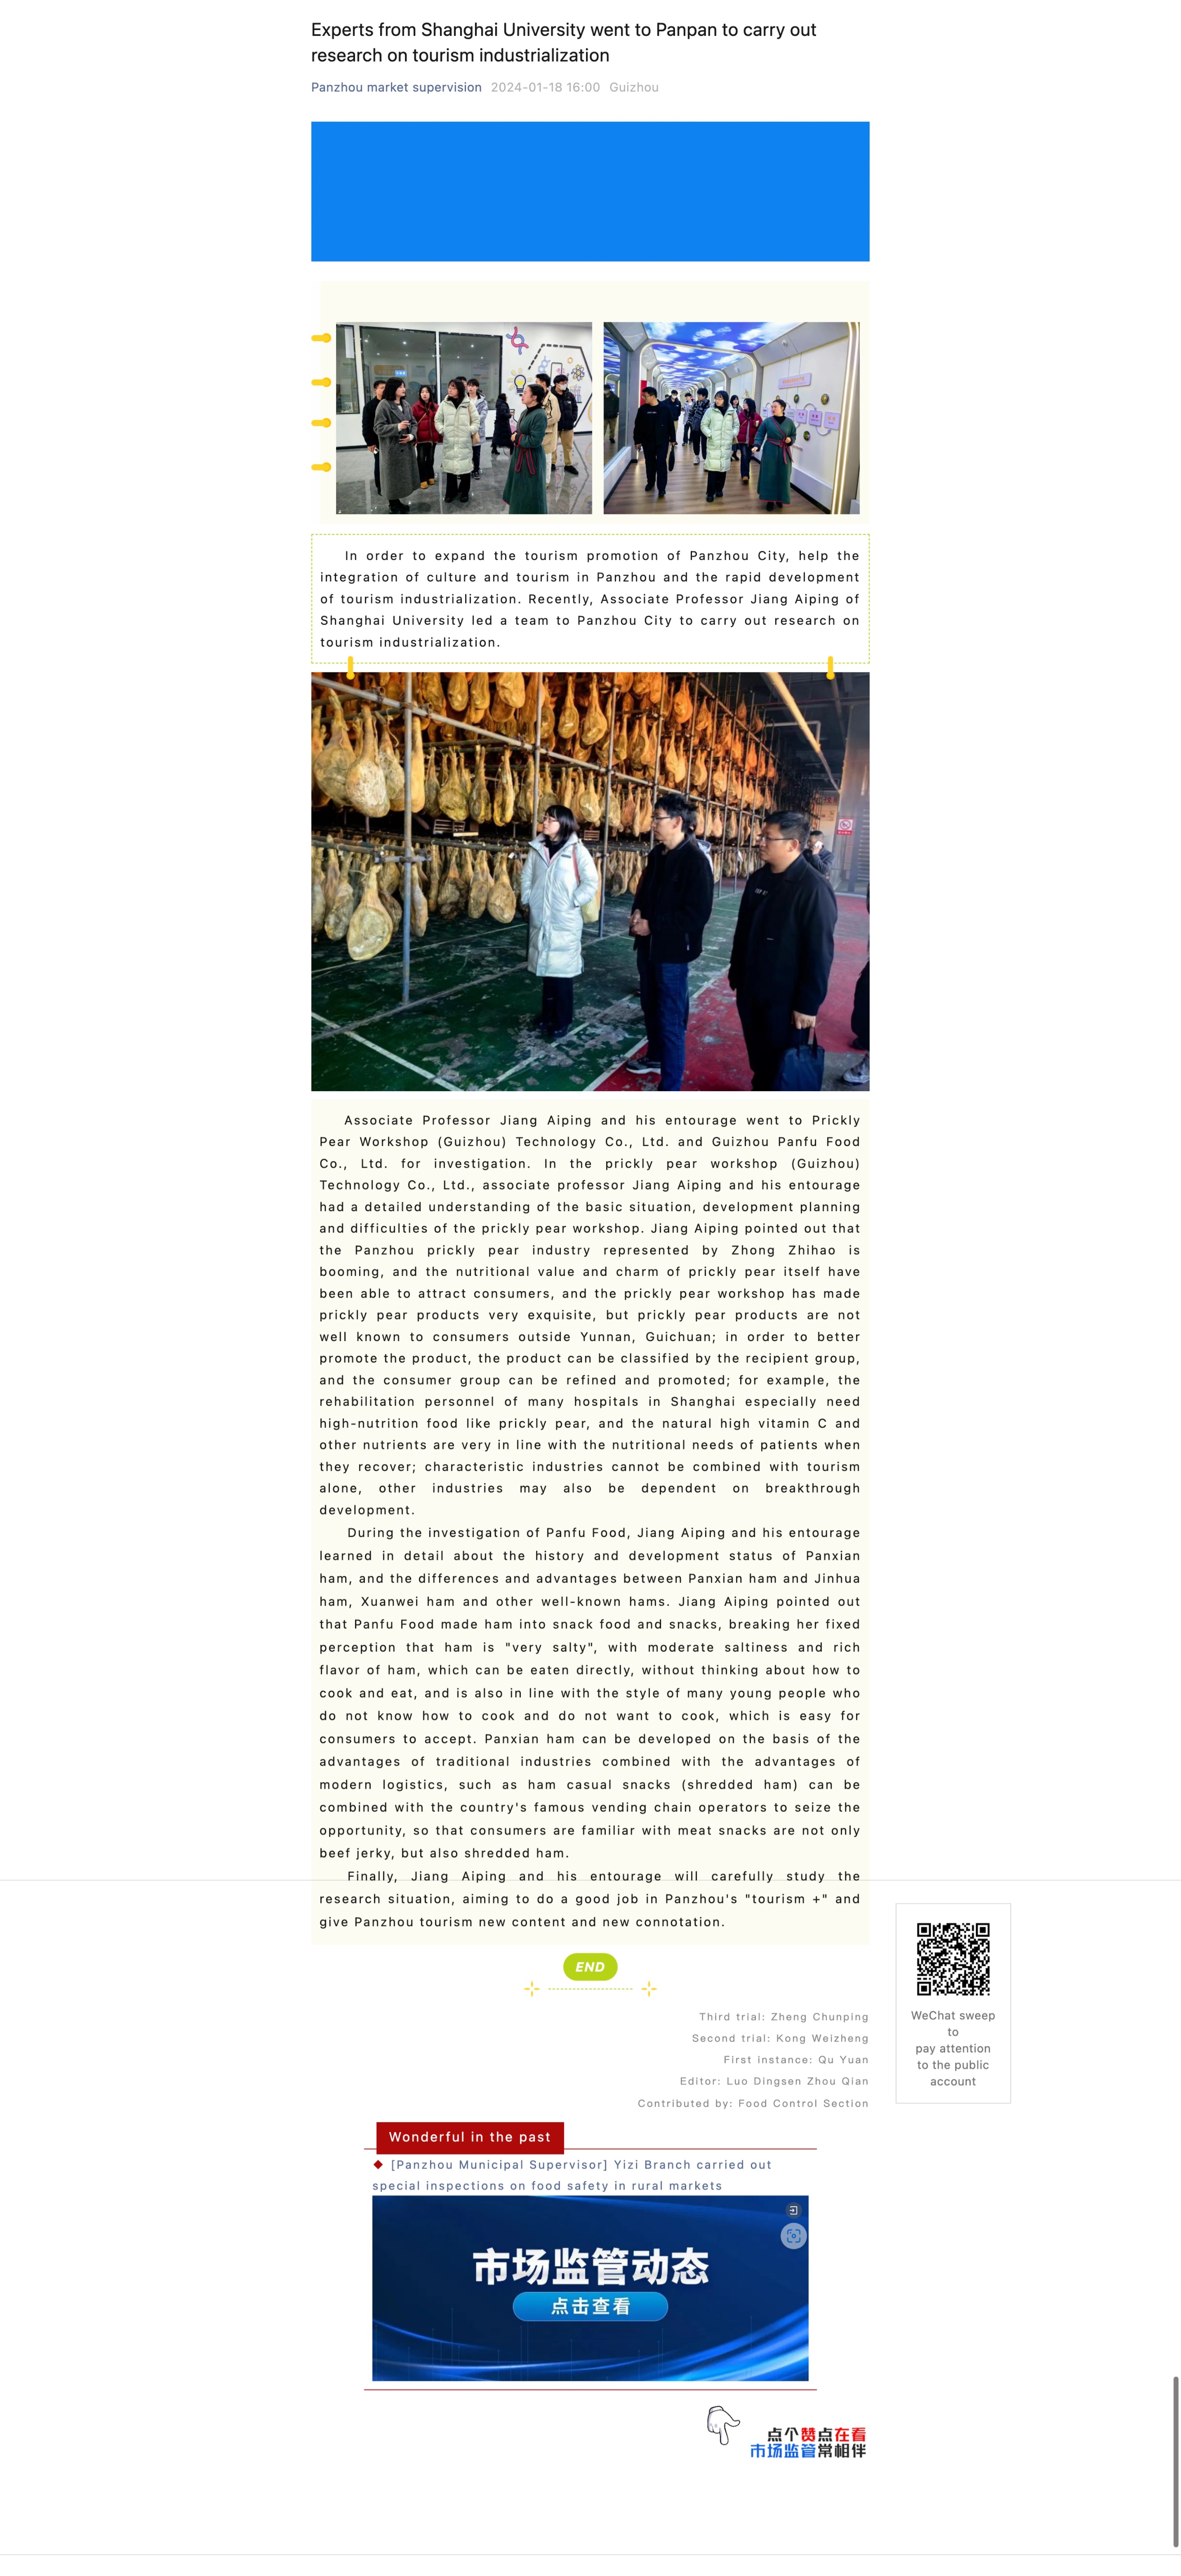 Experts from Shanghai University went to Panpan to carry out
research on tourism industrialization
Panzhou market supervision 2024-01-18 16:00 Guizhou
In order to expand the tourism promotion of Panzhou City, help the
integration of culture and tourism in Panzhou and the rapid development
of tourism industrialization. Recently, Associate Professor Jiang Aiping of
Shanghai University led a team to Panzhou City to carry out research on
tourism industrialization.
Associate Professor Jiang Aiping and his entourage went to Prickly
Pear Workshop (Guizhou) Technology Co., Ltd. and Guizhou Panfu Food
Co., Ltd. for investigation. In the prickly pear workshop (Guizhou)
Technology Co., Ltd., associate professor Jiang Aiping and his entourage
had a detailed understanding of the basic situation, development planning
and difficulties of the prickly pear workshop. Jiang Aiping pointed out that
the Panzhou prickly pear industry represented by Zhong Zhihao is
booming, and the nutritional value and charm of prickly pear itself have
been able to attract consumers, and the prickly pear workshop has made
prickly pear products very exquisite, but prickly pear products are not
well known to consumers outside Yunnan, Guichuan; in order to better
promote the product, the product can be classified by the recipient group,
and the consumer group can be refined and promoted; for example, the
rehabilitation personnel of many hospitals in Shanghai especially need
high-nutrition food like prickly pear, and the natural high vitamin C and
other nutrients are very in line with the nutritional needs of patients when
they recover; characteristic industries cannot be combined with tourism
alone, other industries may also be dependent on breakthrough
development.
During the investigation of Panfu Food, Jiang Aiping and his entourage
learned in detail about the history and development status of Panxian
ham, and the differences and advantages between Panxian ham and Jinhua
ham, Xuanwei ham and other well-known hams. Jiang Aiping pointed out
that Panfu Food made ham into snack food and snacks, breaking her fixed
perception that ham is "very salty", with moderate saltiness and rich
flavor of ham, which can be eaten directly, without thinking about how to
cook and eat, and is also in line with the style of many young people who
do not know how to cook and do not want to cook, which is easy for
consumers to accept. Panxian ham can be developed on the basis of the
advantages of traditional industries combined with the advantages of
modern logistics, such as ham casual snacks (shredded ham) can be
combined with the country's famous vending chain operators to seize the
opportunity, so that consumers are familiar with meat snacks are not only
beef jerky, but also shredded ham.
Finally, Jiang Aiping and his entourage will carefully study the
research situation, aiming to do a good job in Panzhou's "tourism +" and
give Panzhou tourism new content and new connotation.
END
Third trial: Zheng Chunping
Second trial: Kong Weizheng
First instance: Qu Yuan
Editor: Luo Dingsen Zhou Qian
Contributed by: Food Control Section
WeChat sweep
to
pay attention
to the public
account
Wonderful in the past
[Panzhou Municipal Supervisor] Yizi Branch carried out
special inspections on food safety in rural markets
市场监管动态
点击查看
点个赞点在看
市场监管常相伴